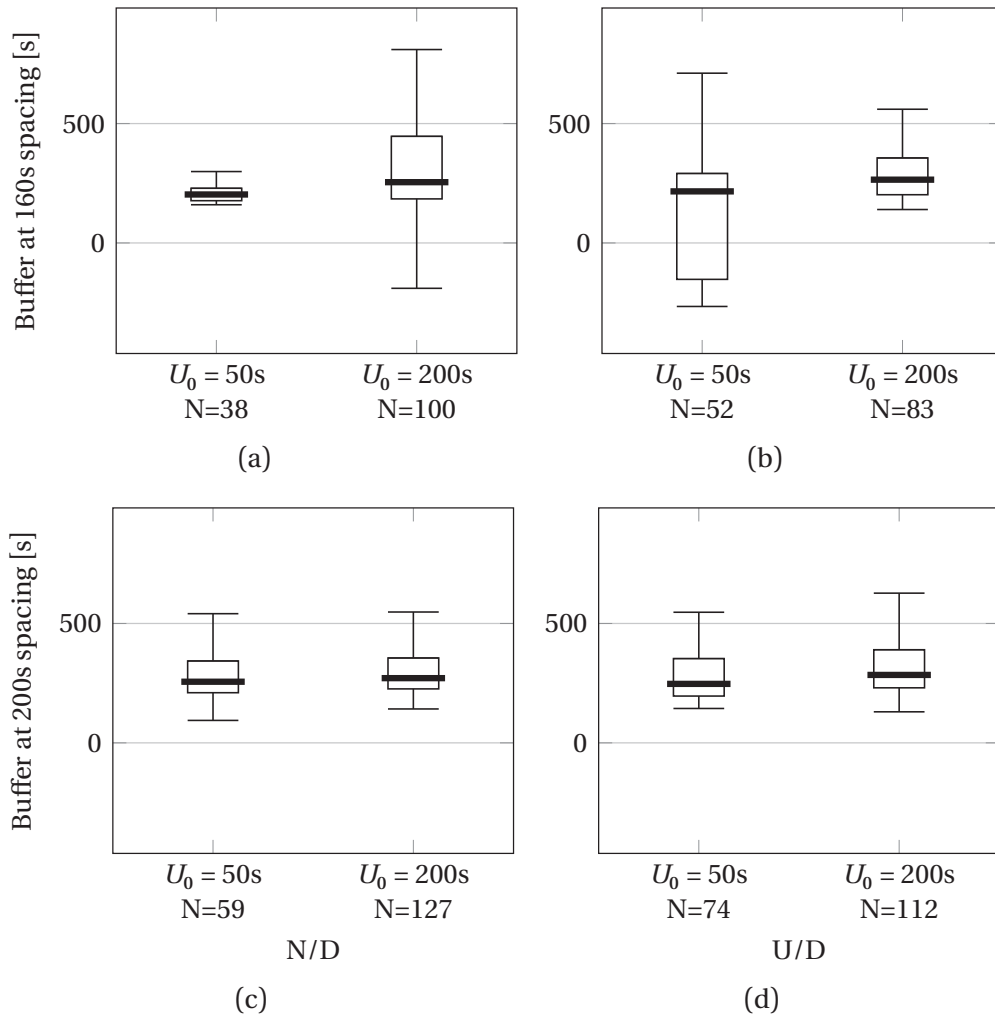 Buffer at 160s spacing [s]
500
0
U₀ = 50s
N=38
U₀ = 200s
N=100
(a)
U₀ = 50s
N=52
U₀ = 200s
N=83
(b)
Buffer at 200s spacing [s]
500
0
U₀ = 50s
N=59
U₀ = 200s
N=127
N/D
(c)
500
0
U₀ = 50s
N=74
U₀ = 200s
N=112
U/D
(d)